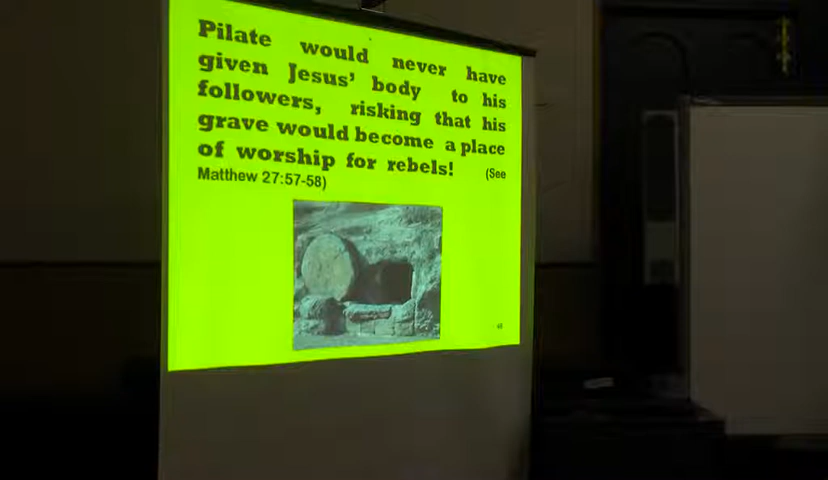 Pilate would never have
given Jesus' body to his
followers, risking that his
grave would become a place
of worship for rebels! (See
Matthew 27:57-58)